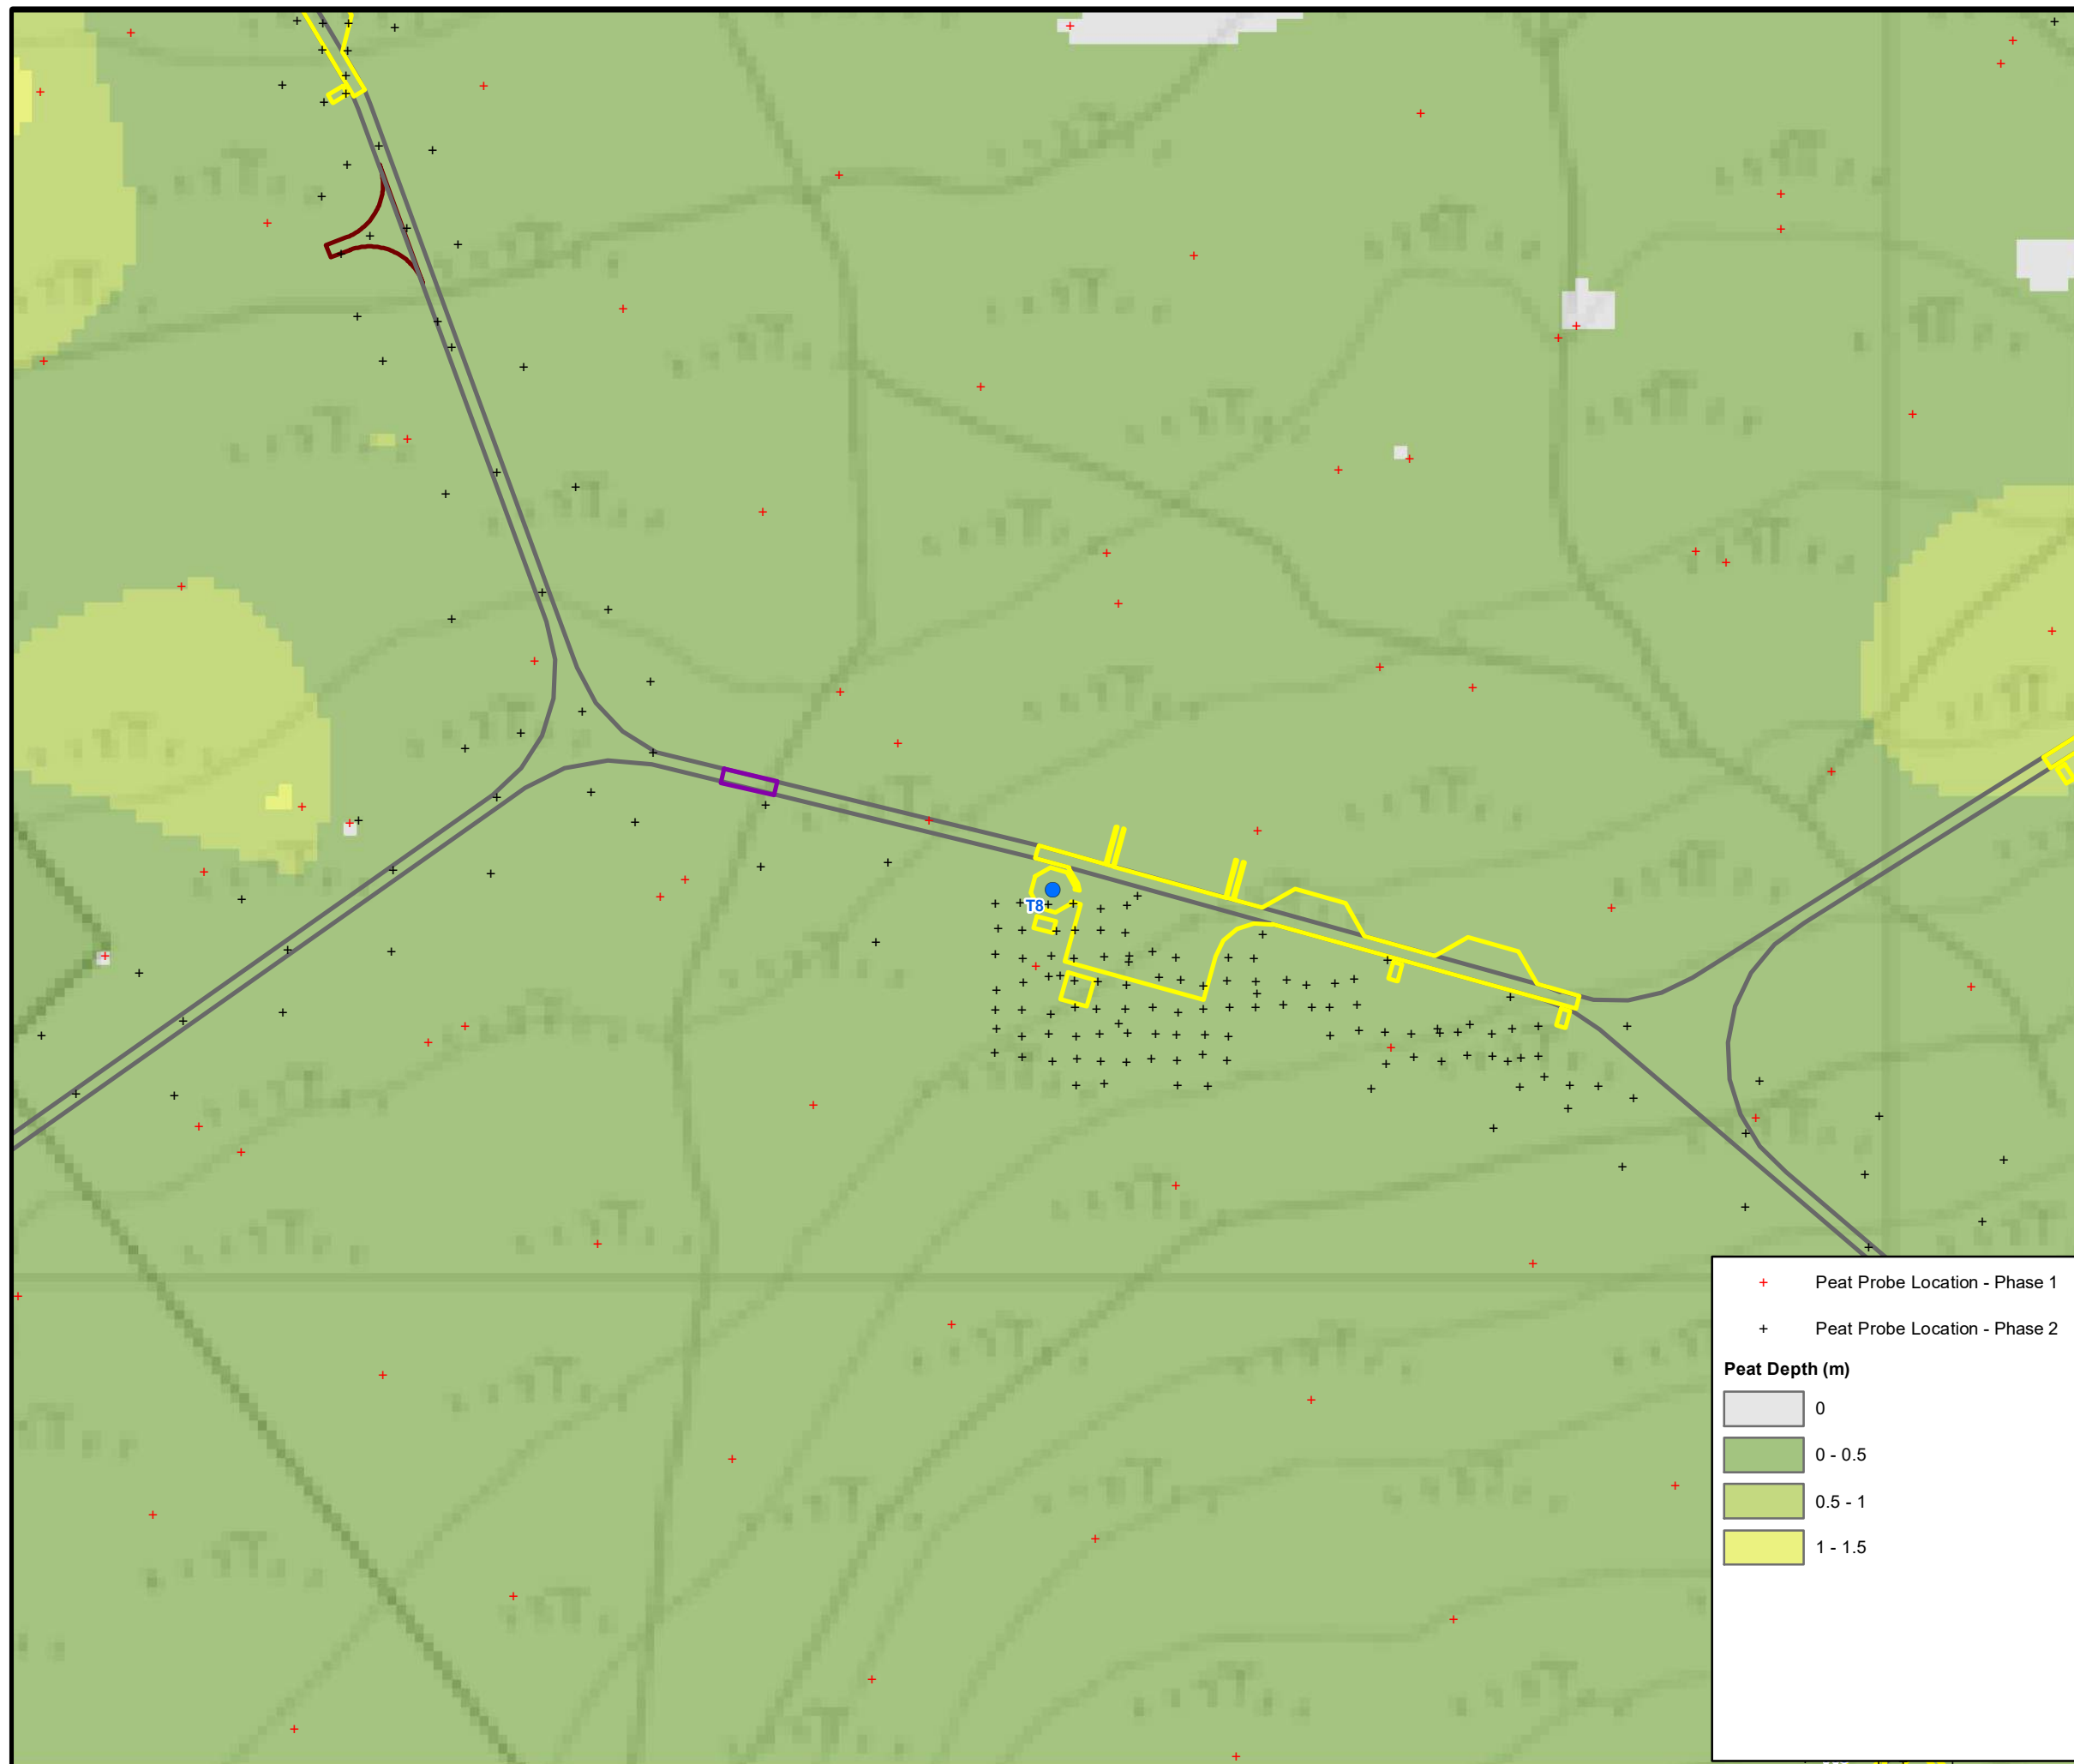 T8
Peat Probe Location - Phase 1
Peat Probe Location - Phase 2
Peat Depth (m)
0
0 - 0.5
0.5 - 1
1 - 1.5